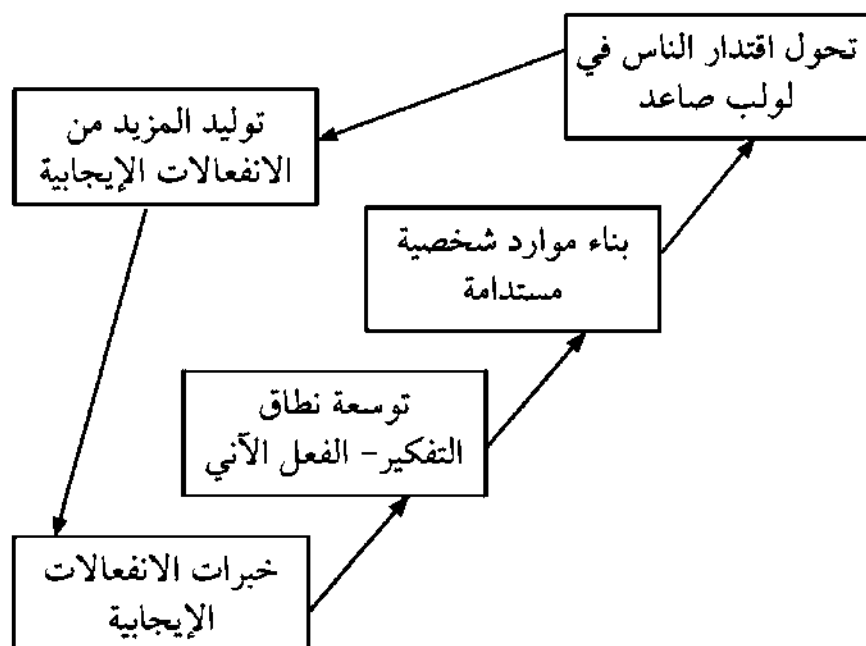 تحول اقتدار الناس في
لولب صاعد
توليد المزيد من
الانفعالات الإيجابية
بناء موارد شخصية
مستدامة
توسعة نطاق
التفكير- الفعل الآني
خبرات الانفعالات
الإيجابية